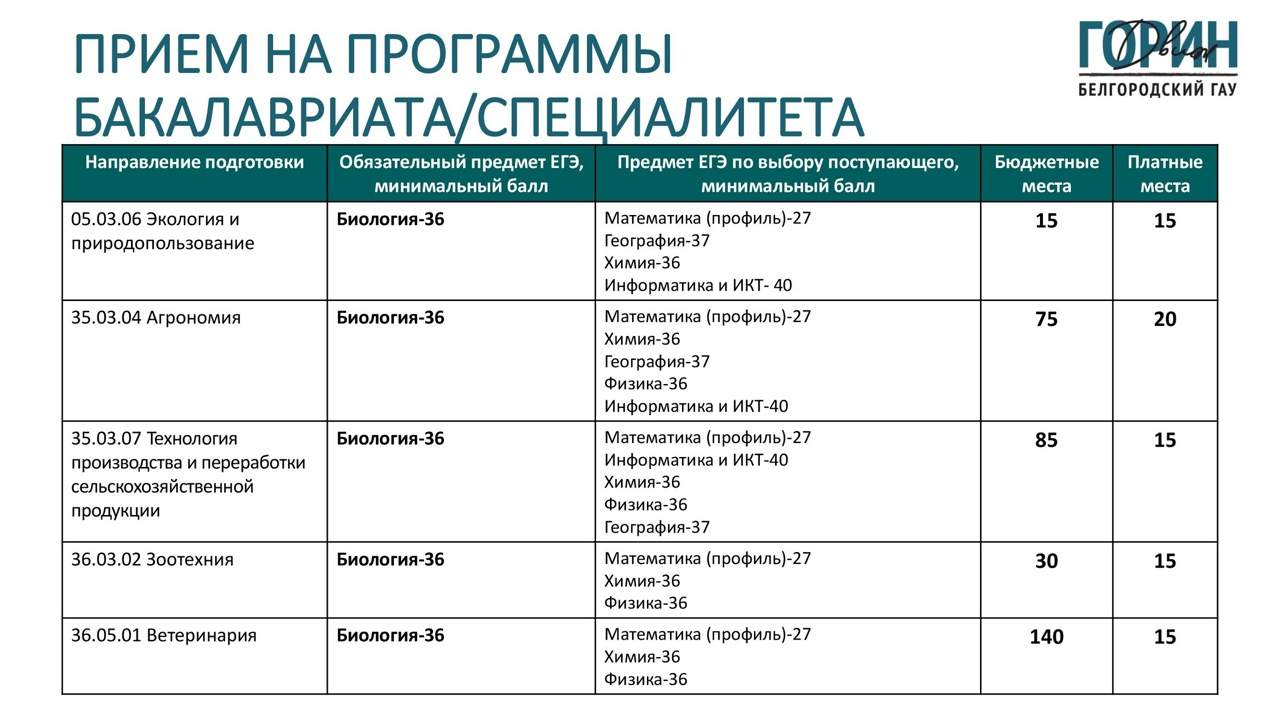 ПРИЕМ НА ПРОГРАММЫ
БАКАЛАВРИАТА/СПЕЦИАЛИТЕТА
ГОРИН
БЕЛГОРОДСКИЙ ГАУ
Направление подготовки
Обязательный предмет ЕГЭ,
минимальный балл
Предмет ЕГЭ по выбору поступающего,
минимальный балл
Бюджетные
места
Платные
места
05.03.06 Экология и
природопользование
Биология-36
Математика (профиль)-27
География-37
Химия-36
Информатика и ИКТ- 40
15
15
35.03.04 Агрономия
Биология-36
Математика (профиль)-27
Химия-36
География-37
Физика-36
Информатика и ИКТ-40
75
20
35.03.07 Технология
производства и переработки
сельскохозяйственной
продукции
Биология-36
Математика (профиль)-27
Информатика и ИКТ-40
Химия-36
Физика-36
География-37
85
15
36.03.02 Зоотехния
Биология-36
Математика (профиль)-27
Химия-36
Физика-36
30
15
36.05.01 Ветеринария
Биология-36
Математика (профиль)-27
Химия-36
Физика-36
140
15